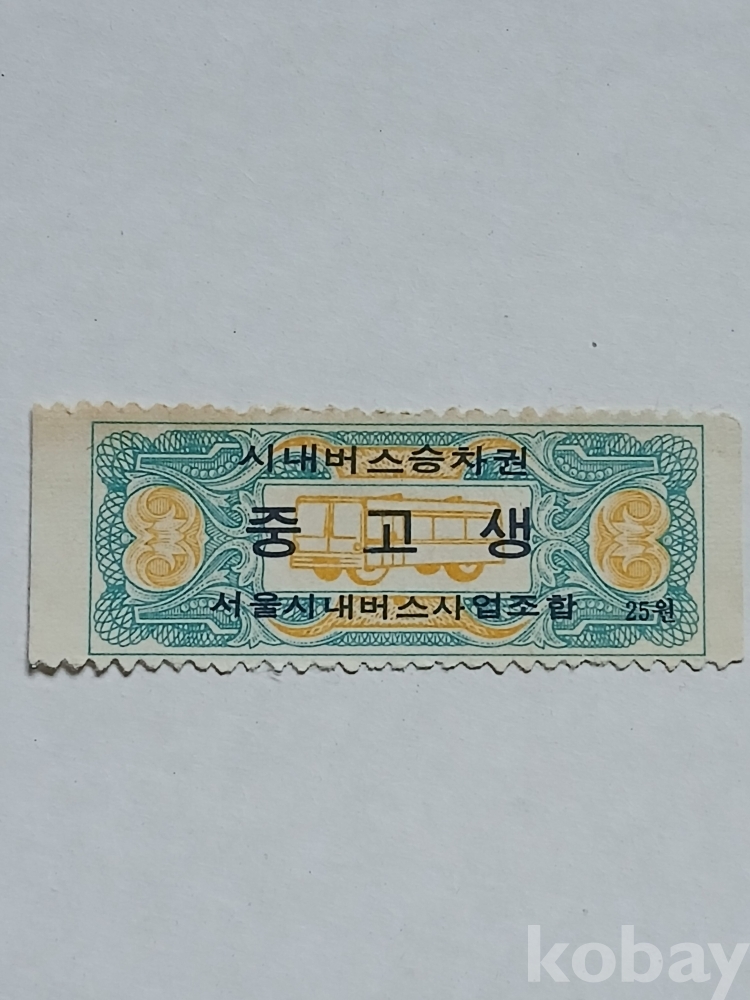 시내버스승차권
중 고 생
서울시내버스사업조합 25원
kobay